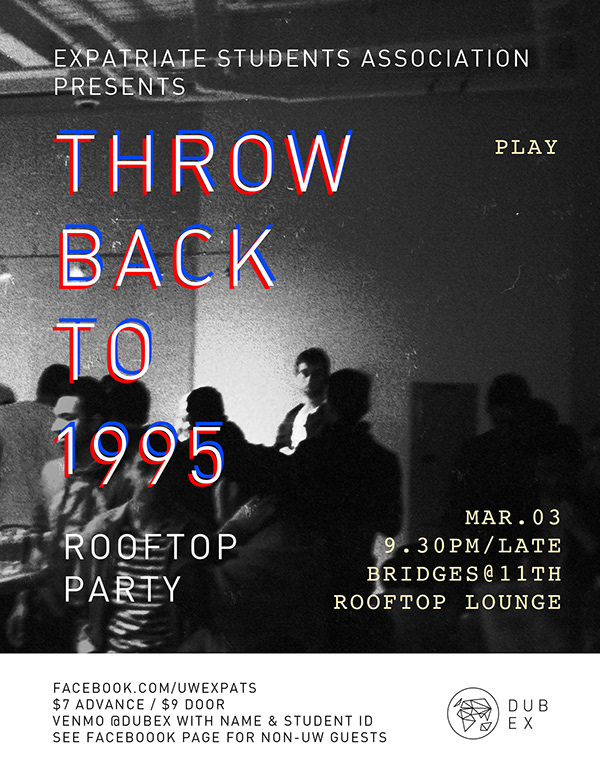 EXPATRIATE STUDENTS ASSOCIATION
PRESENTS
THROW
PLAY
BACK
TO
1995
ROOFTOP
PARTY
MAR.03
9.30PM/LATE
BRIDGES@11TH
ROOFTOP LOUNGE
FACEBOOK.COM/UWEXPATS
$7 ADVANCE / $9 DOOR
VENMO @DUBEX WITH NAME & STUDENT ID
SEE FACEBOOOK PAGE FOR NON-UW GUESTS
DUB
EX